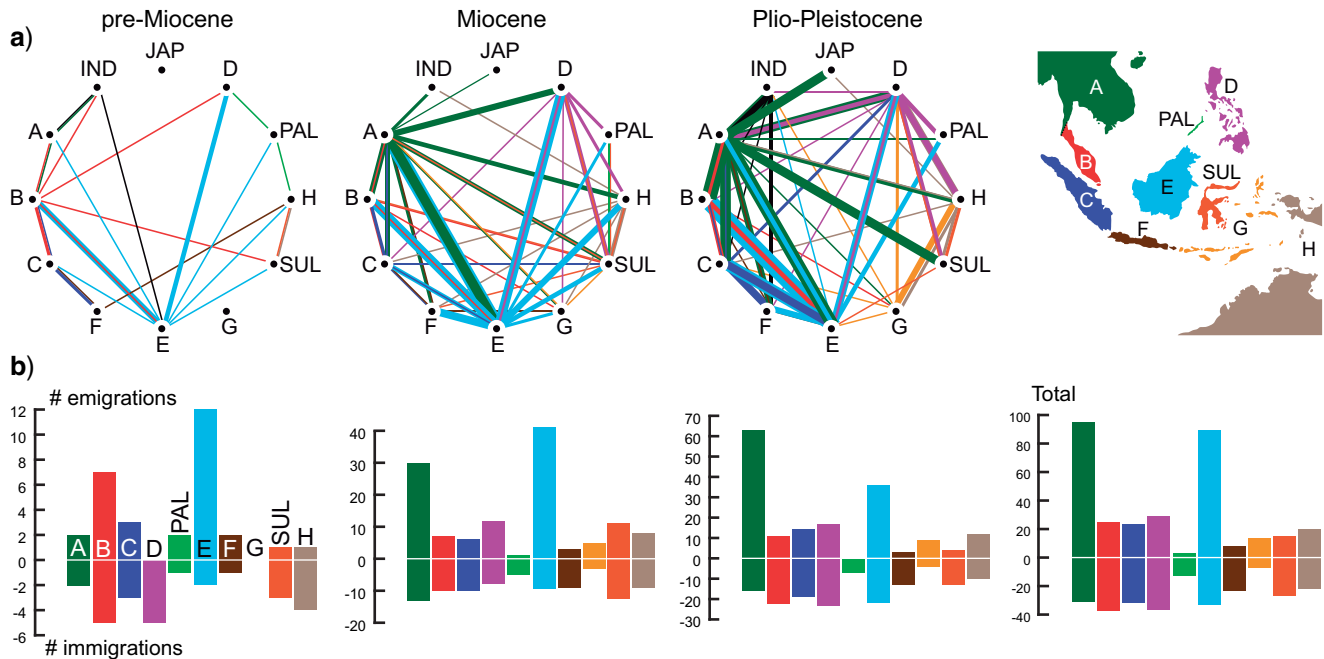 a)
pre-Miocene
JAP
IND
D
A
PAL
B
H
C
SUL
F
G
E
Miocene
JAP
IND
D
A
PAL
B
H
C
SUL
F
G
E
Plio-Pleistocene
JAP
IND
D
A
PAL
B
H
C
SUL
F
G
E
A
D
PAL
B
SUL
C
E
F
G
H
b)
# emigrations
12
10
8
6
4
2
0
-2
-4
-6
A
B
C
D
PAL
E
F
G
SUL
H
# immigrations
40
30
20
10
0
-10
-20
70
60
50
40
30
20
10
0
-10
-20
-30
Total
100
80
60
40
20
0
-20
-40